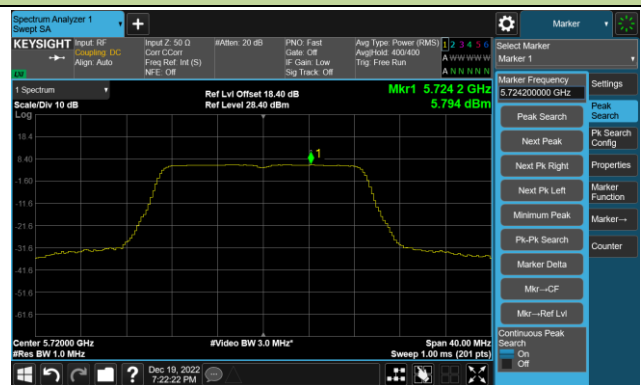 Spectrum Analyzer 1
Swept SA
+
Marker
KEYSIGHT
Input: RF
Coupling: DC
Align: Auto
Input Z: 50 Ω
Corr CCorr
Freq Ref: Int (S)
NFE: Off
#Atten: 20 dB
PNO: Fast
Gate: Off
IF Gain: Low
Sig Track: Off
Avg Type: Power (RMS)
Avg|Hold: 400/400
Trig: Free Run
1 2 3 4 5 6
A W W W W W
A N N N N N
LXI
Select Marker
Marker 1
1 Spectrum
Scale/Div 10 dB
Log
Ref Lvl Offset 18.40 dB
Ref Level 28.40 dBm
Mkr1 5.724 2 GHz
5.794 dBm
18.4
8.40
-1.60
-11.6
-21.6
-31.6
-41.6
-51.6
-61.6
1
Center 5.72000 GHz
#Res BW 1.0 MHz
#Video BW 3.0 MHz*
Span 40.00 MHz
Sweep 1.00 ms (201 pts)
Marker Frequency
5.724200000 GHz
Peak Search
Next Peak
Next Pk Right
Next Pk Left
Minimum Peak
Pk-Pk Search
Marker Delta
Mkr→CF
Mkr→Ref Lvl
Continuous Peak
Search
On
Off
Settings
Peak
Search
Pk Search
Config
Properties
Marker
Function
Marker→
Counter
?
Dec 19, 2022
7:22:22 PM